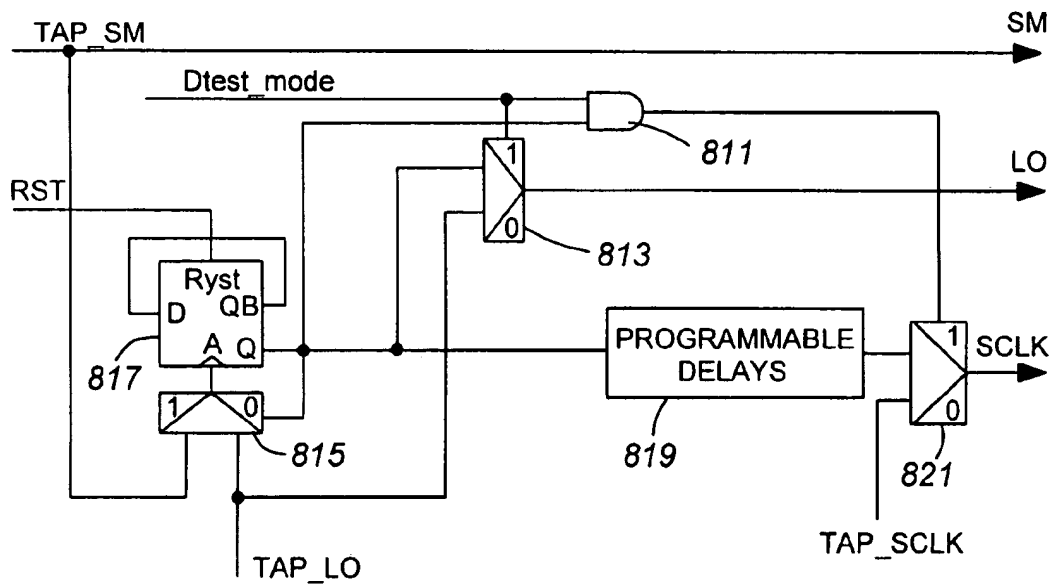 TAP_SM
SM
Dtest_mode
811
1
LO
RST
0
813
Ryst
D
QB
A
Q
817
PROGRAMMABLE
DELAYS
1
SCLK
1
0
815
819
0
821
TAP_LO
TAP_SCLK